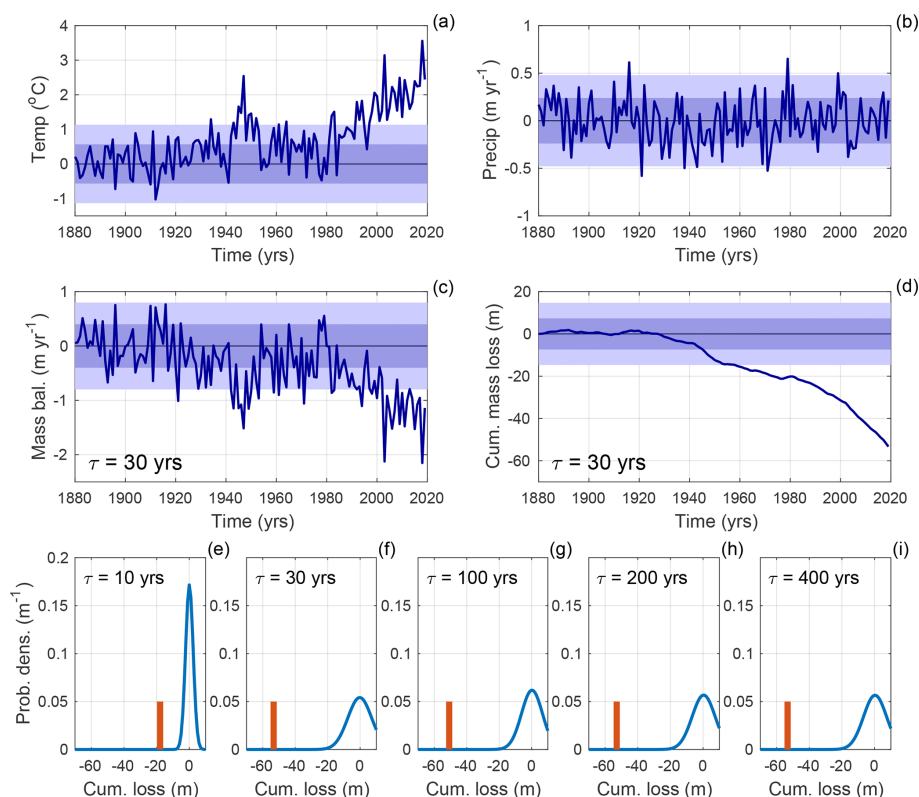 (a)
Temp (°C)
4
3
2
1
0
-1
1880 1900 1920 1940 1960 1980 2000 2020
Time (yrs)
(b)
Precip (m yr⁻¹)
1
0.5
0
-0.5
-1
1880 1900 1920 1940 1960 1980 2000 2020
Time (yrs)
(c)
Mass bal. (m yr⁻¹)
1
0
-1
-2
τ = 30 yrs
1880 1900 1920 1940 1960 1980 2000 2020
Time (yrs)
(d)
Cum. mass loss (m)
20
0
-20
-40
-60
τ = 30 yrs
1880 1900 1920 1940 1960 1980 2000 2020
Time (yrs)
(e)
Prob. dens. (m⁻¹)
0.2
0.15
0.1
0.05
0
τ = 10 yrs
-60 -40 -20 0
Cum. loss (m)
(f)
0.15
0.1
0.05
0
τ = 30 yrs
-60 -40 -20 0
Cum. loss (m)
(g)
0.15
0.1
0.05
0
τ = 100 yrs
-60 -40 -20 0
Cum. loss (m)
(h)
0.15
0.1
0.05
0
τ = 200 yrs
-60 -40 -20 0
Cum. loss (m)
(i)
0.15
0.1
0.05
0
τ = 400 yrs
-60 -40 -20 0
Cum. loss (m)